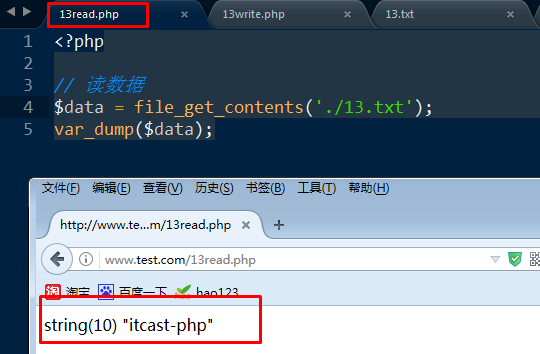 13read.php
13write.php
13.txt
1 <?php
2
3 // 读数据
4 $data = file_get_contents('./13.txt');
5 var_dump($data);
文件(F) 编辑(E) 查看(V) 历史(S) 书签(B) 工具(T) 帮助(H)
http://www.te...m/13read.php
www.test.com/13read.php
淘 淘宝 百度一下 hao123
string(10) "itcast-php"